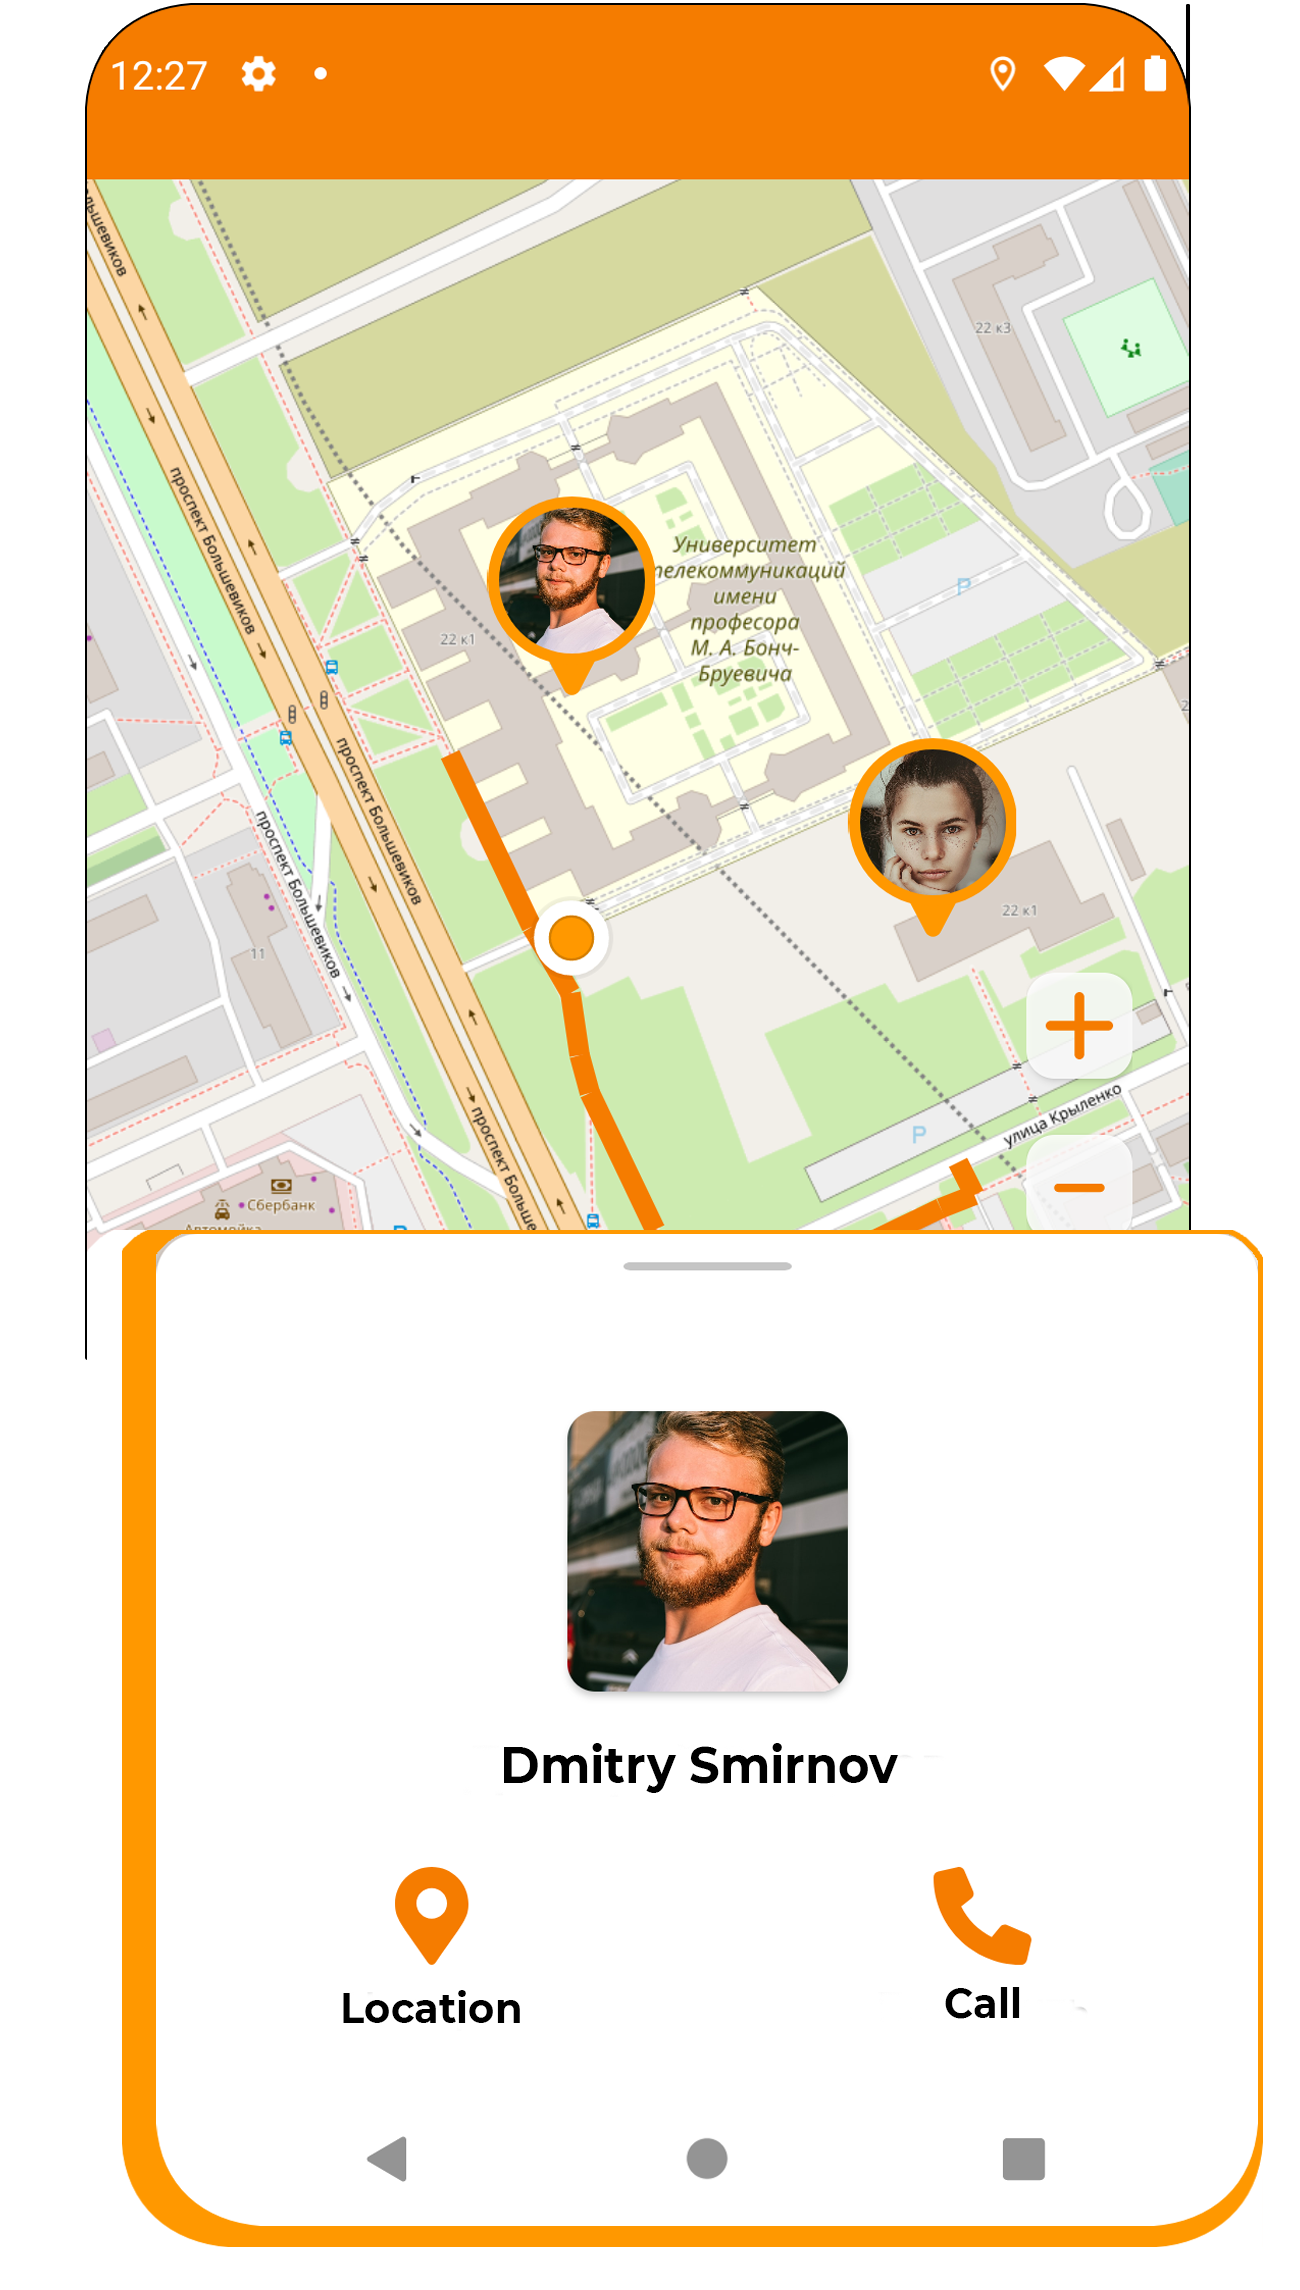 12:27
большевиков
22 к3
проспект Большевиков
Университет
телекоммуникаций
имени
професора
М. А. Бонч-
Бруевича
22 к1
проспект Большевиков
проспект Большевиков
22 к1
11
P
P
улица Крыленко
проспект Больше
Сбербанк
Автомойка
Dmitry Smirnov
Location
Call